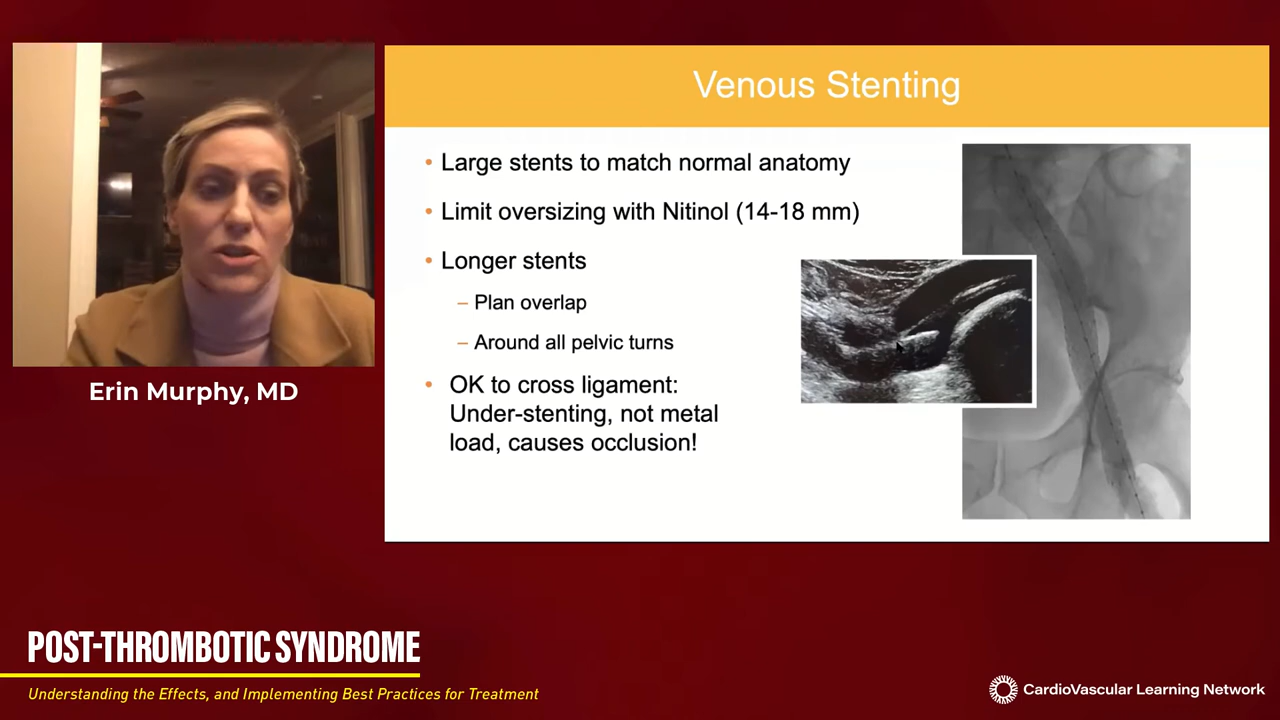 Venous Stenting
• Large stents to match normal anatomy
• Limit oversizing with Nitinol (14-18 mm)
• Longer stents
– Plan overlap
– Around all pelvic turns
• OK to cross ligament:
Under-stenting, not metal
load, causes occlusion!
Erin Murphy, MD
POST-THROMBOTIC SYNDROME
Understanding the Effects, and Implementing Best Practices for Treatment
CardioVascular Learning Network